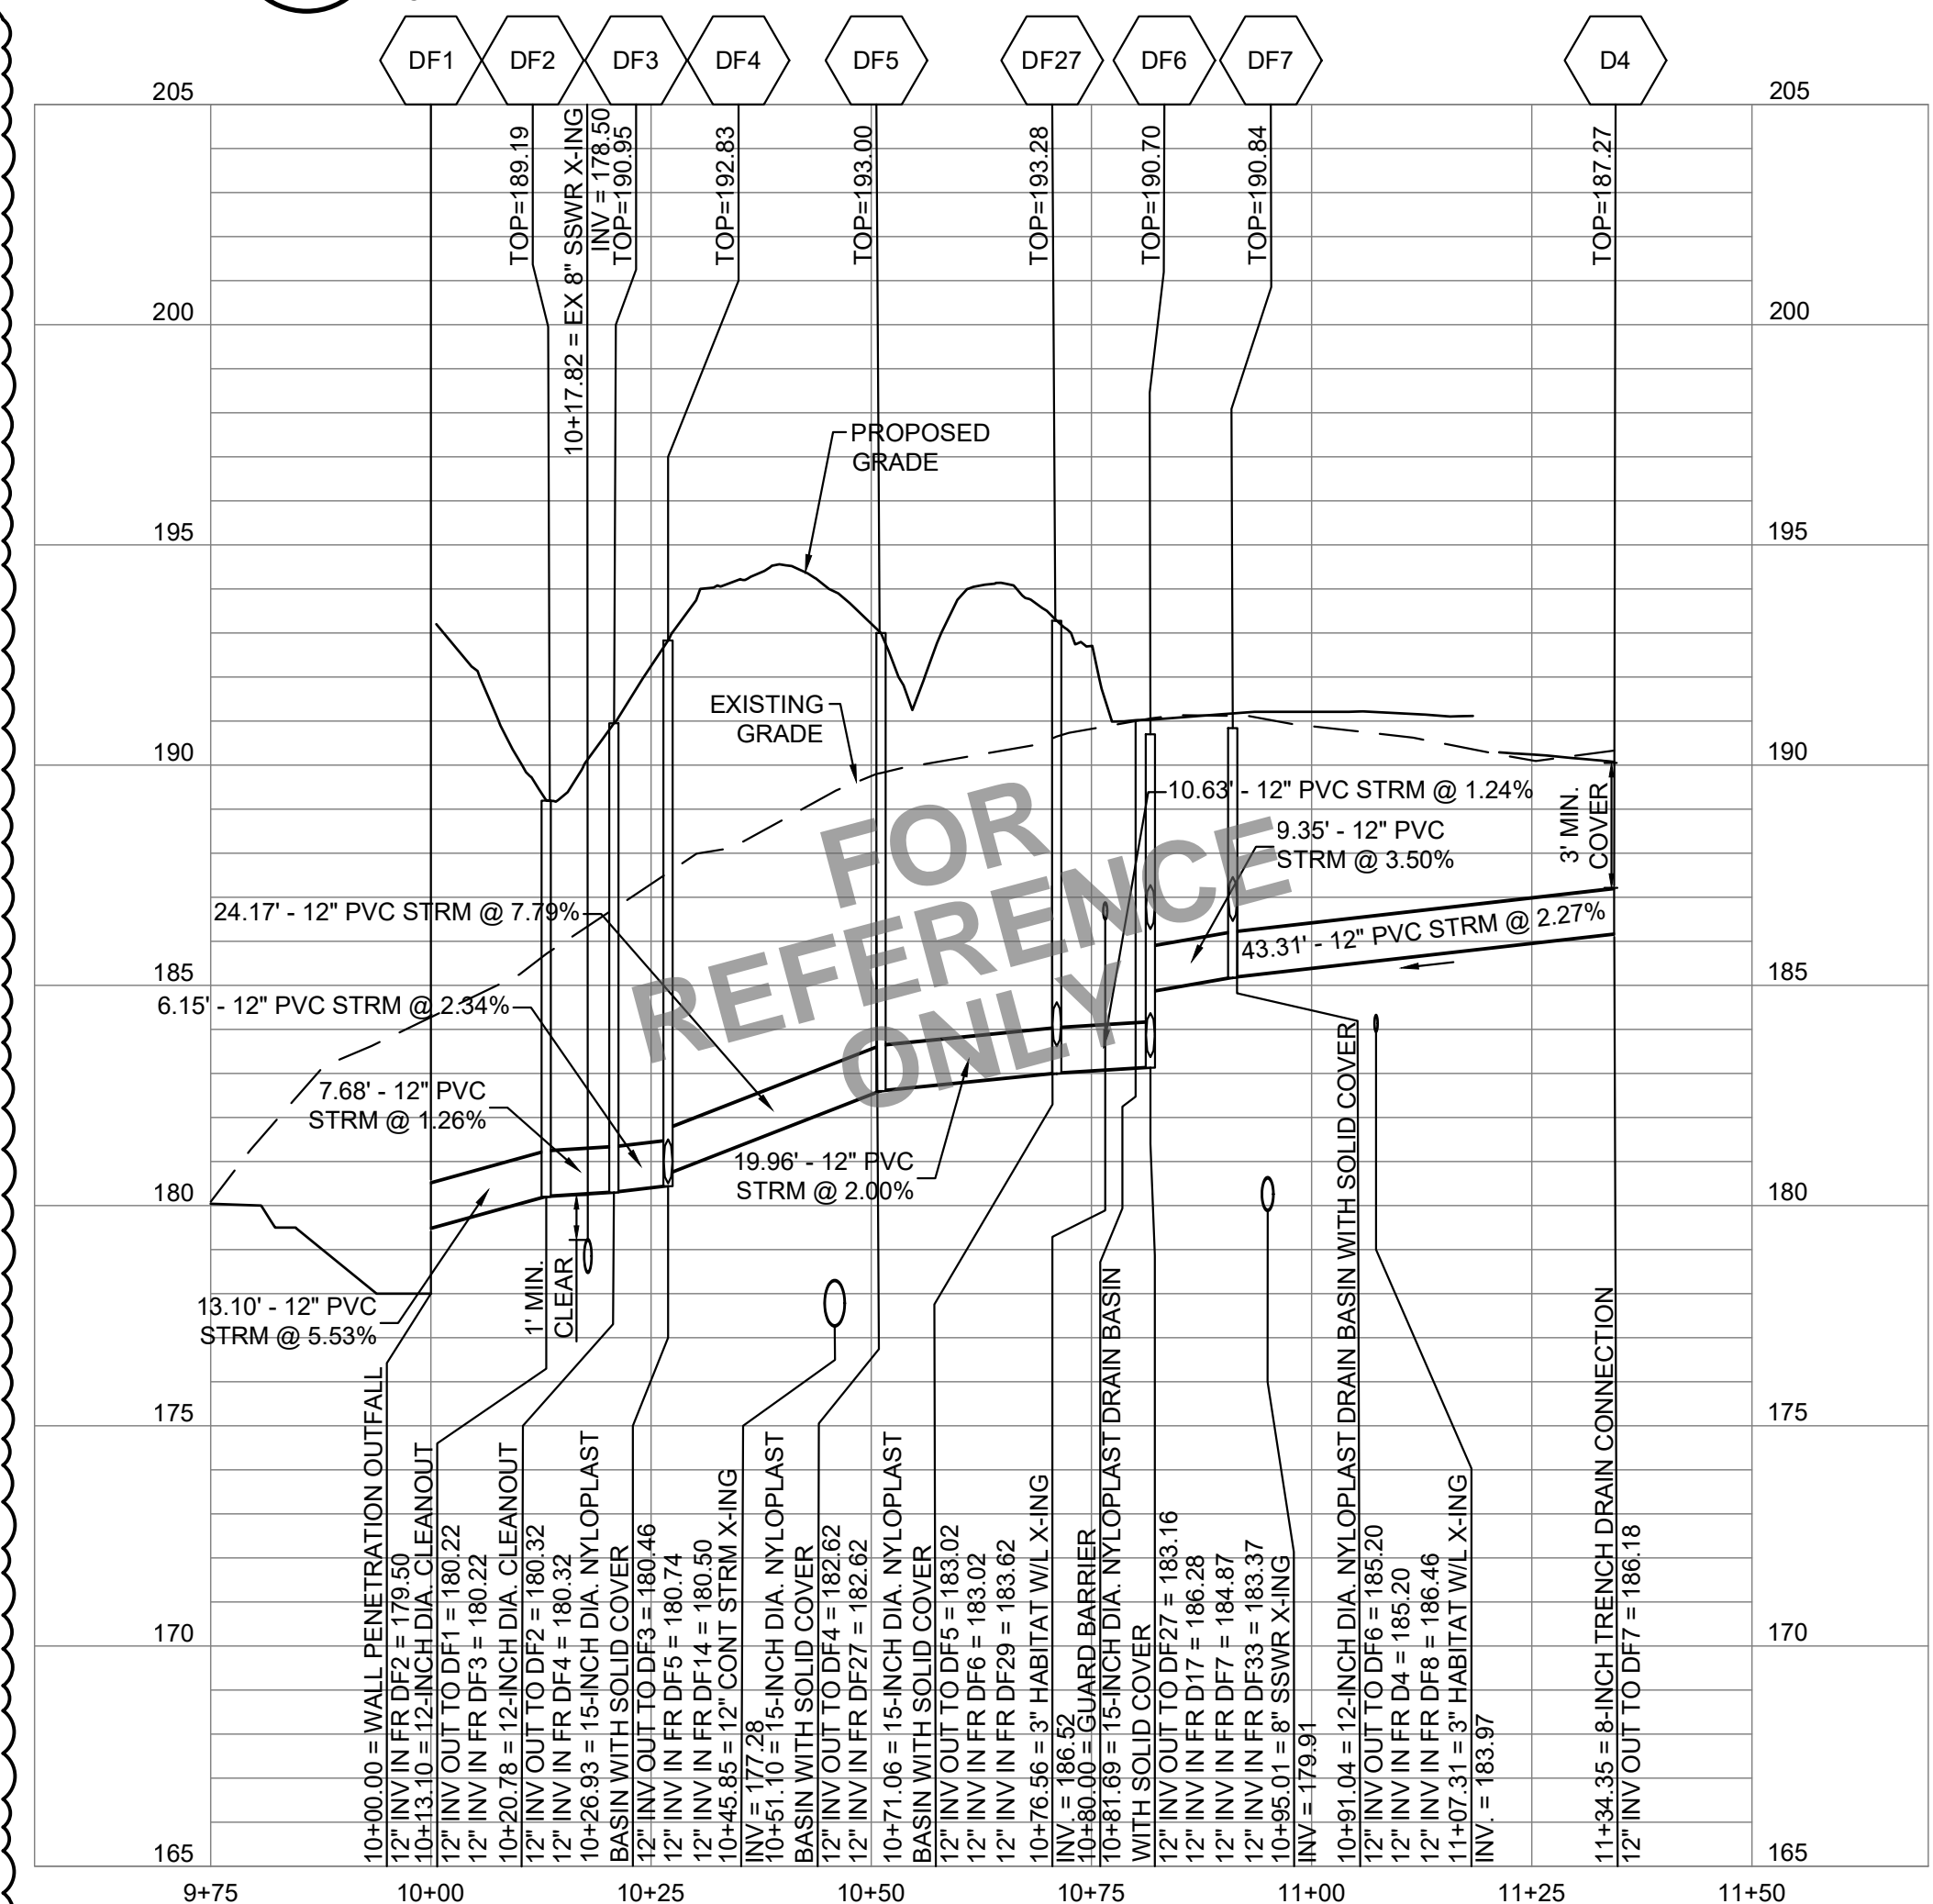 DF1
DF2
DF3
DF4
DF5
DF27
DF6
DF7
D4
205
205
200
200
195
195
190
190
185
185
180
180
175
175
170
170
165
165
TOP=189.19
10+17.82 = EX 8" SSWR X-ING
INV = 178.50
TOP=190.95
TOP=192.83
TOP=193.00
TOP=193.28
TOP=190.70
TOP=190.84
TOP=187.27
PROPOSED
GRADE
EXISTING
GRADE
FOR
REFERENCE
ONLY
10.63' - 12" PVC STRM @ 1.24%
9.35' - 12" PVC
STRM @ 3.50%
3' MIN.
COVER
43.31' - 12" PVC STRM @ 2.27%
24.17' - 12" PVC STRM @ 7.79%
6.15' - 12" PVC STRM @ 2.34%
7.68' - 12" PVC
STRM @ 1.26%
19.96' - 12" PVC
STRM @ 2.00%
13.10' - 12" PVC
STRM @ 5.53%
1' MIN.
CLEAR
10+00.00 = WALL PENETRATION OUTFALL
12" INV IN FR DF2 = 179.50
10+13.10 = 12-INCH DIA. CLEANOUT
12" INV OUT TO DF1 = 180.22
12" INV IN FR DF3 = 180.22
10+20.78 = 12-INCH DIA. CLEANOUT
12" INV OUT TO DF2 = 180.32
12" INV IN FR DF4 = 180.32
10+26.93 = 15-INCH DIA. NYLOPLAST
BASIN WITH SOLID COVER
12" INV OUT TO DF3 = 180.46
12" INV IN FR DF5 = 180.74
12" INV IN FR DF14 = 180.50
10+45.85 = 12" CONT STRM X-ING
INV = 177.28
10+51.10 = 15-INCH DIA. NYLOPLAST
BASIN WITH SOLID COVER
12" INV OUT TO DF4 = 182.62
12" INV IN FR DF27 = 182.62
10+71.06 = 15-INCH DIA. NYLOPLAST
BASIN WITH SOLID COVER
12" INV OUT TO DF5 = 183.02
12" INV IN FR DF6 = 183.02
12" INV IN FR DF29 = 183.62
10+76.56 = 3" HABITAT W/L X-ING
INV. = 186.52
10+80.00 = GUARD BARRIER
10+81.69 = 15-INCH DIA. NYLOPLAST DRAIN BASIN
WITH SOLID COVER
12" INV OUT TO DF27 = 183.16
12" INV IN FR D17 = 186.28
12" INV IN FR DF7 = 184.87
12" INV IN FR DF33 = 183.37
10+95.01 = 8" SSWR X-ING
INV = 179.91
10+91.04 = 12-INCH DIA. NYLOPLAST DRAIN BASIN WITH SOLID COVER
12" INV OUT TO DF6 = 185.20
12" INV IN FR D4 = 185.20
12" INV IN FR DF8 = 186.46
11+07.31 = 3" HABITAT W/L X-ING
INV. = 183.97
11+34.35 = 8-INCH TRENCH DRAIN CONNECTION
12" INV OUT TO DF7 = 186.18
9+75
10+00
10+25
10+50
10+75
11+00
11+25
11+50